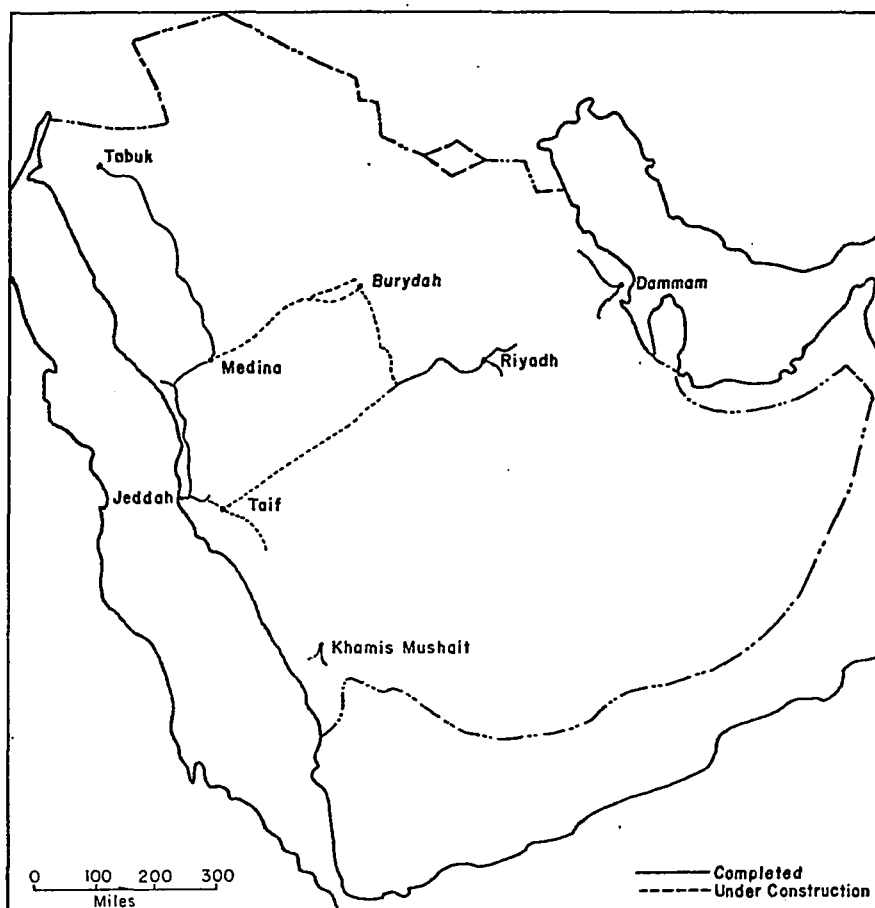 Tabuk
Burydah
Dammam
Medina
Riyadh
Jeddah
Taif
Khamis Mushait
0 100 200 300
Miles
Completed
Under Construction